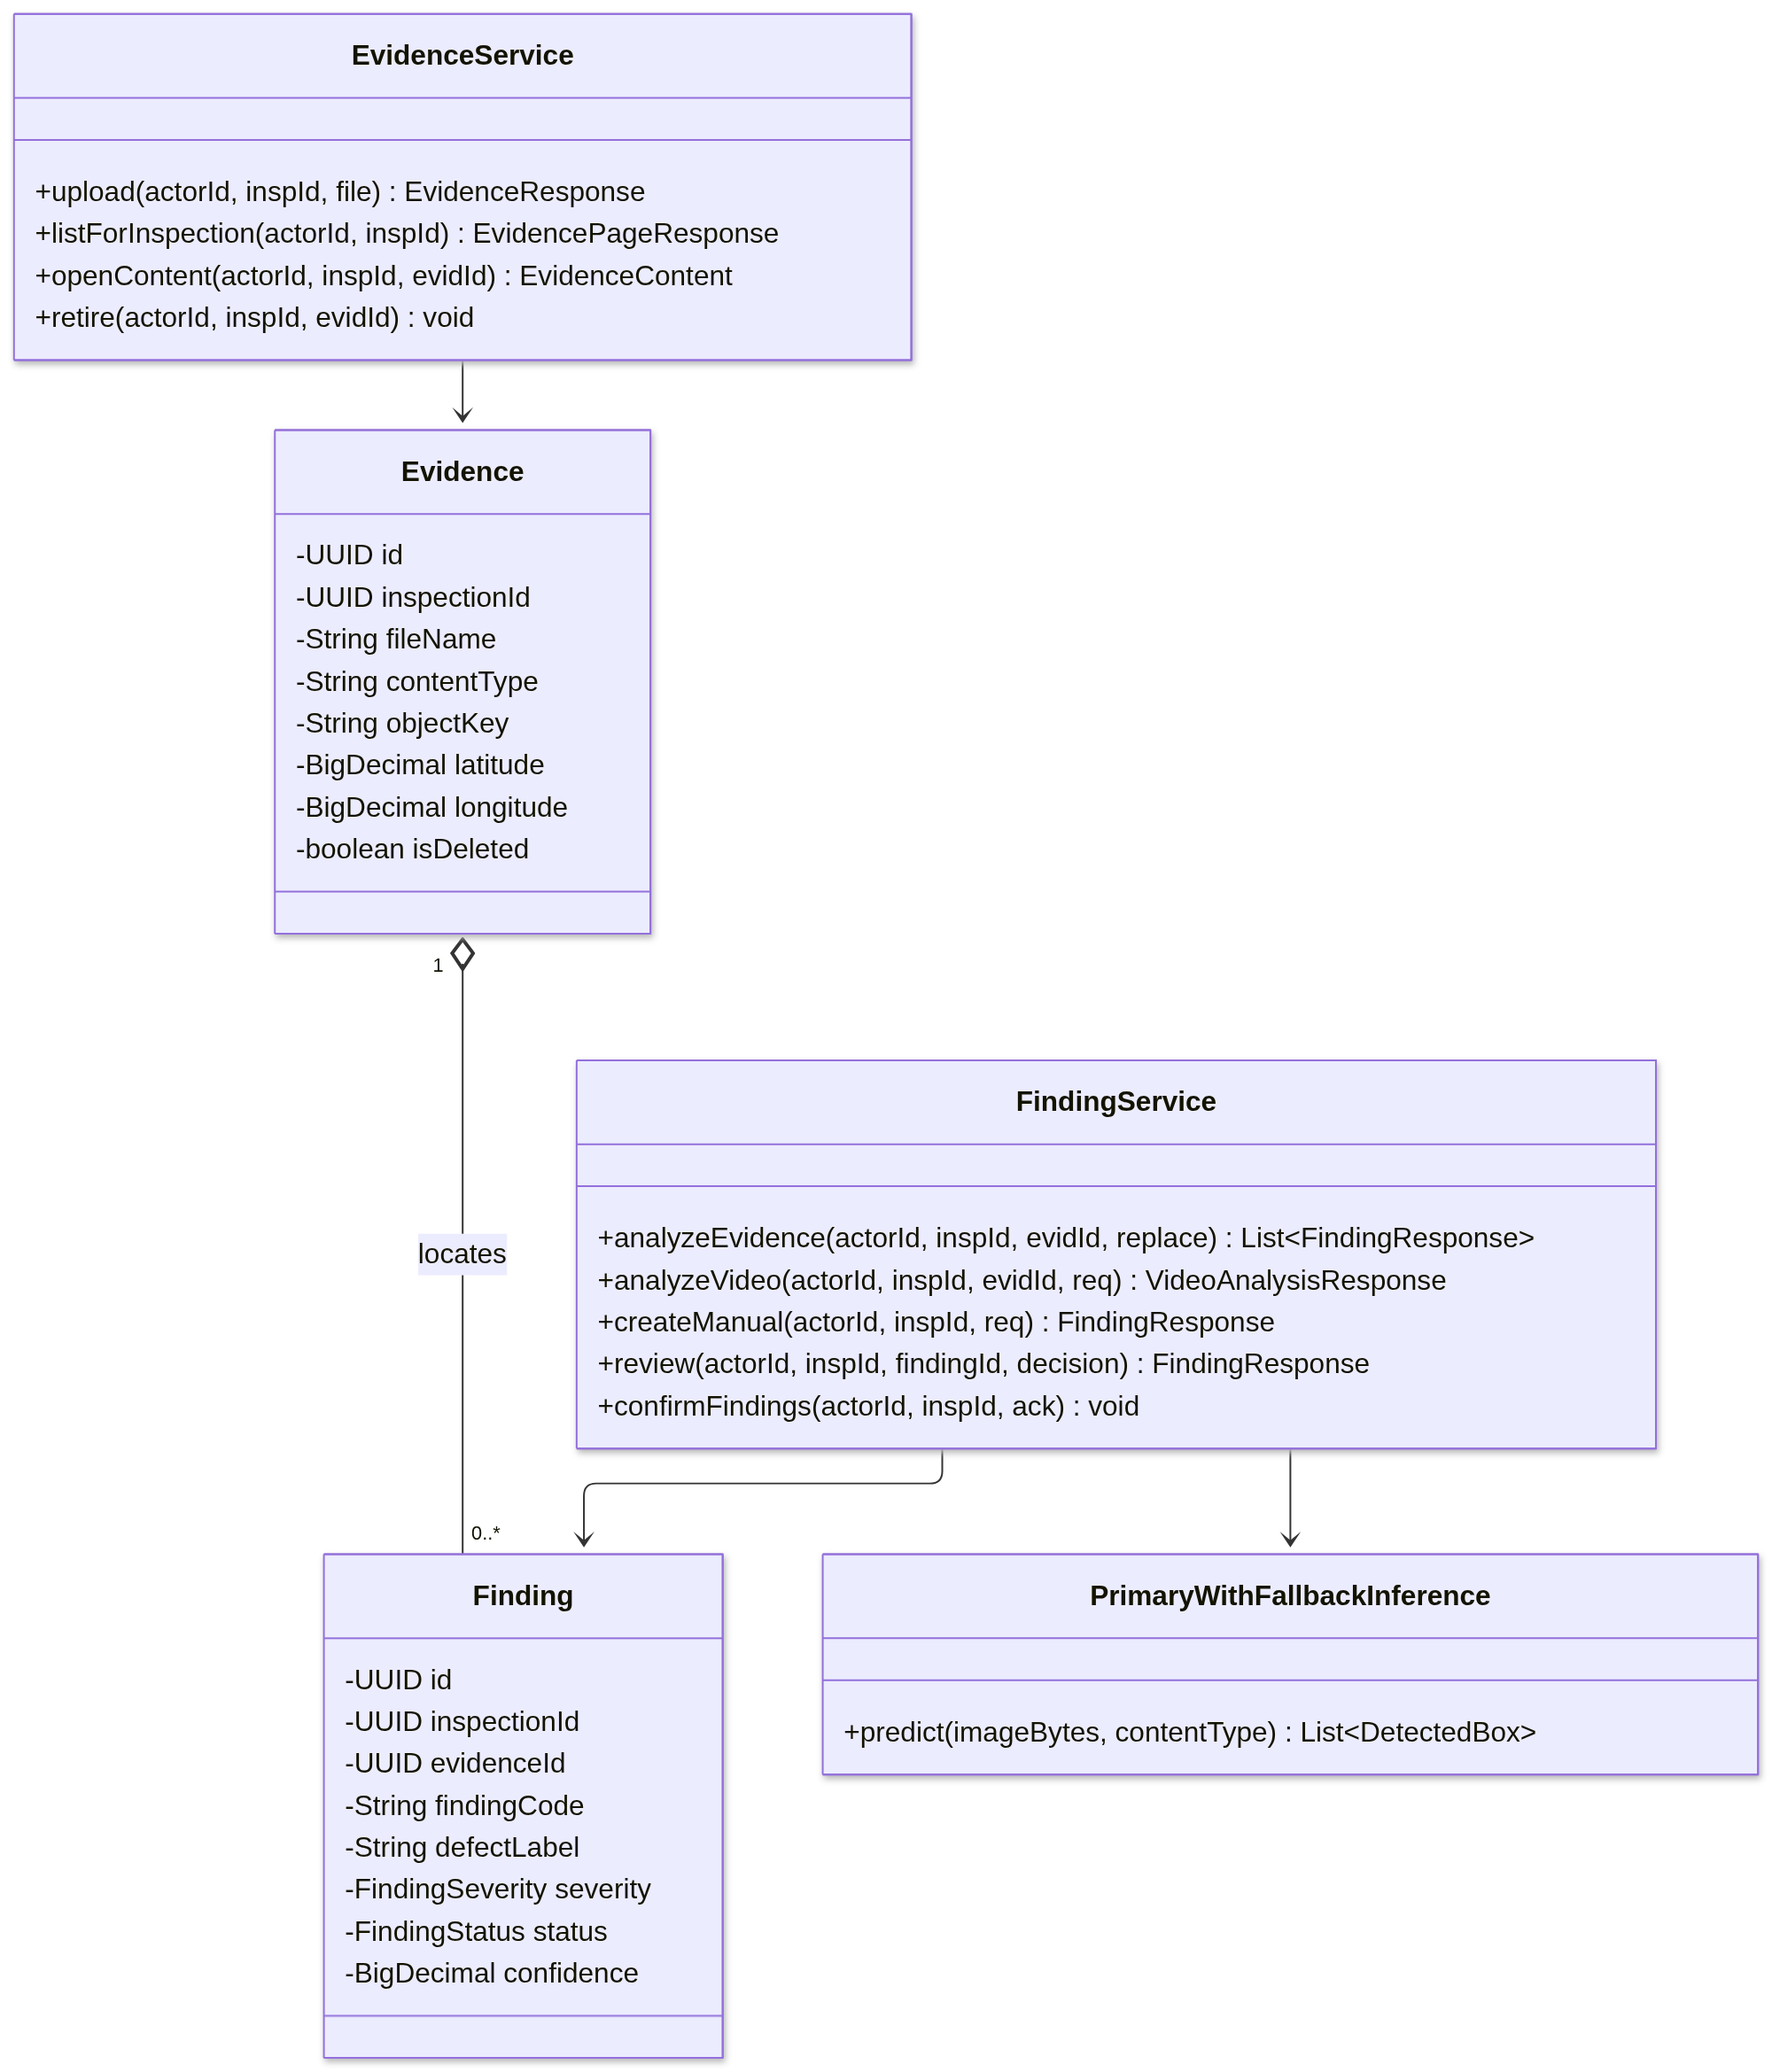 EvidenceService
+upload(actorId, inspId, file) : EvidenceResponse
+listForInspection(actorId, inspId) : EvidencePageResponse
+openContent(actorId, inspId, evidId) : EvidenceContent
+retire(actorId, inspId, evidId) : void
Evidence
-UUID id
-UUID inspectionId
-String fileName
-String contentType
-String objectKey
-BigDecimal latitude
-BigDecimal longitude
-boolean isDeleted
1
locates
0..*
FindingService
+analyzeEvidence(actorId, inspId, evidId, replace) : List<FindingResponse>
+analyzeVideo(actorId, inspId, evidId, req) : VideoAnalysisResponse
+createManual(actorId, inspId, req) : FindingResponse
+review(actorId, inspId, findingId, decision) : FindingResponse
+confirmFindings(actorId, inspId, ack) : void
Finding
-UUID id
-UUID inspectionId
-UUID evidenceId
-String findingCode
-String defectLabel
-FindingSeverity severity
-FindingStatus status
-BigDecimal confidence
PrimaryWithFallbackInference
+predict(imageBytes, contentType) : List<DetectedBox>